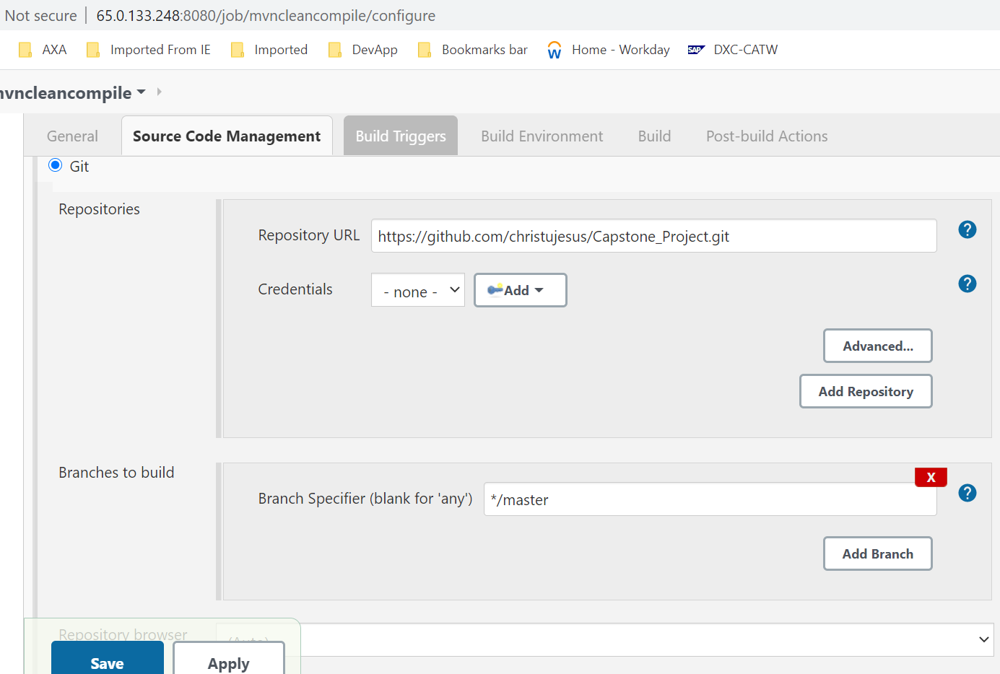 Not secure | 65.0.133.248:8080/job/mvncleancompile/configure
AXA Imported From IE Imported DevApp Bookmarks bar Home - Workday SAP DXC-CATW
mvncleancompile
General Source Code Management Build Triggers Build Environment Build Post-build Actions
Git
Repositories
Repository URL https://github.com/christujesus/Capstone_Project.git ?
Credentials - none - Add ?
Advanced...
Add Repository
Branches to build
X
Branch Specifier (blank for 'any') */master ?
Add Branch
Repository browser (Auto)
Save Apply